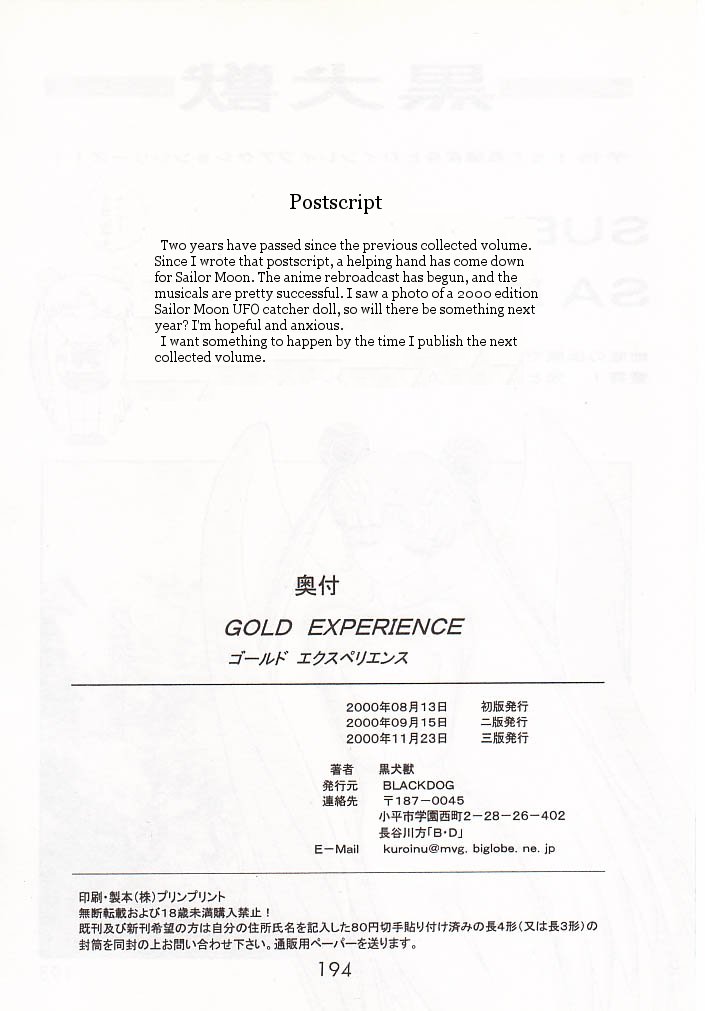 Postscript
Two years have passed since the previous collected volume.
Since I wrote that postscript, a helping hand has come down
for Sailor Moon. The anime rebroadcast has begun, and the
musicals are pretty successful. I saw a photo of a 2000 edition
Sailor Moon UFO catcher doll, so will there be something next
year? I'm hopeful and anxious.
I want something to happen by the time I publish the next
collected volume.
奥付
GOLD EXPERIENCE
ゴールド エクスペリエンス
2000年08月13日 初版発行
2000年09月15日 二版発行
2000年11月23日 三版発行
著者 黒犬獣
発行元 BLACKDOG
連絡先 〒187－0045
小平市学園西町2－28－26－402
長谷川方「B・D」
E－Mail kuroinu@mvg. biglobe. ne. jp
印刷・製本（株）プリンプリント
無断転載および18歳未満購入禁止！
既刊及び新刊希望の方は自分の住所氏名を記入した80円切手貼り付け済みの長4形（又は長3形）の
封筒を同封の上お問い合わせ下さい。通販用ペーパーを送ります。
194